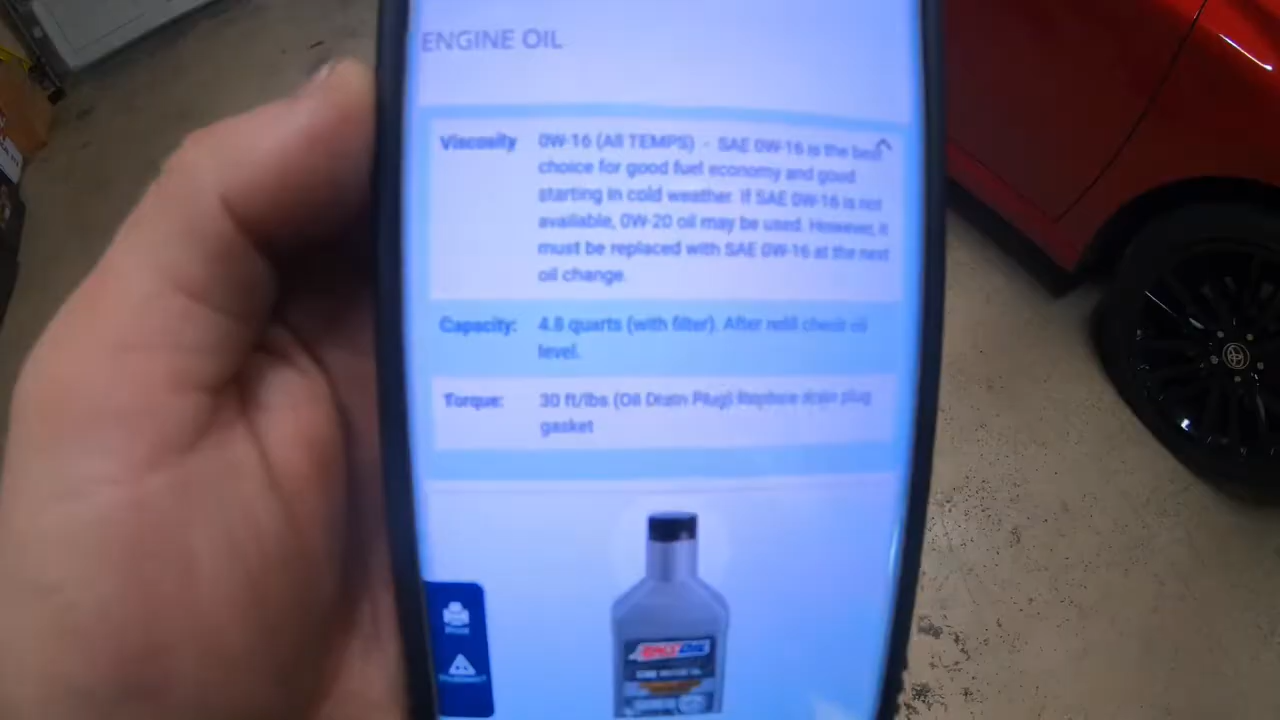 ENGINE OIL
Viscosity
0W-16 (All TEMPS) - SAE 0W-16 is the best
choice for good fuel economy and good
starting in cold weather. If SAE 0W-16 is not
available, 0W-20 oil may be used. However, it
must be replaced with SAE 0W-16 at the next
oil change.
Capacity:
4.8 quarts (with filter). After refill check oil
level.
Torque:
30 ft/lbs (Oil Drain Plug) Replace drain plug
gasket
Print
AMSOIL